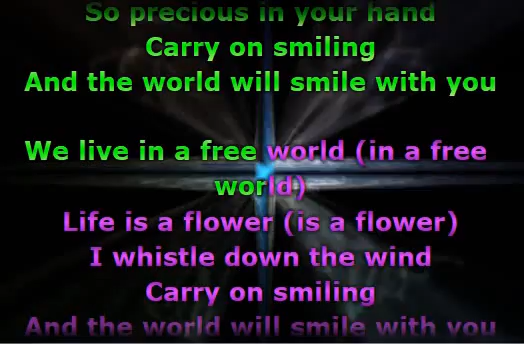 So precious in your hand
Carry on smiling
And the world will smile with you
We live in a free world (in a free
world)
Life is a flower (is a flower)
I whistle down the wind
Carry on smiling
And the world will smile with you